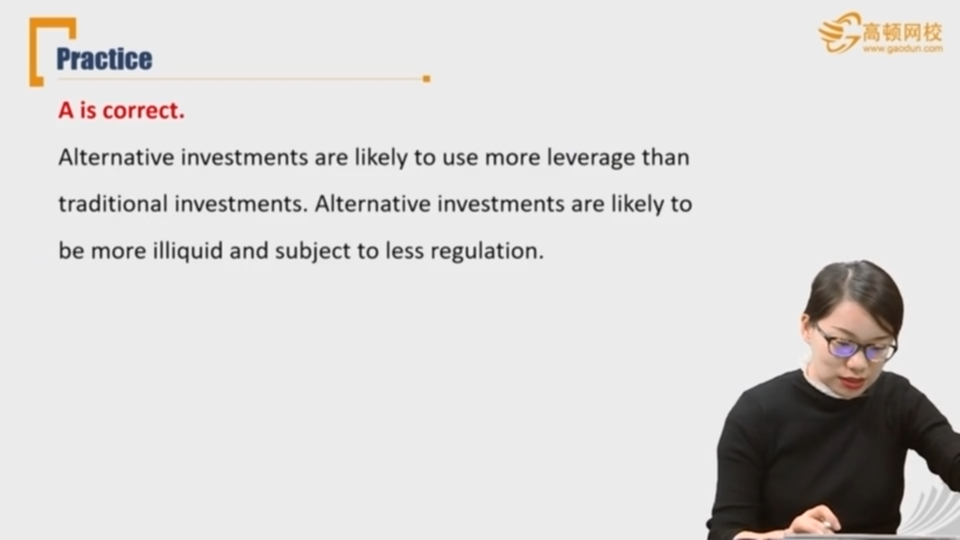 Practice
高顿网校
www.gaodun.com
A is correct.
Alternative investments are likely to use more leverage than
traditional investments. Alternative investments are likely to
be more illiquid and subject to less regulation.